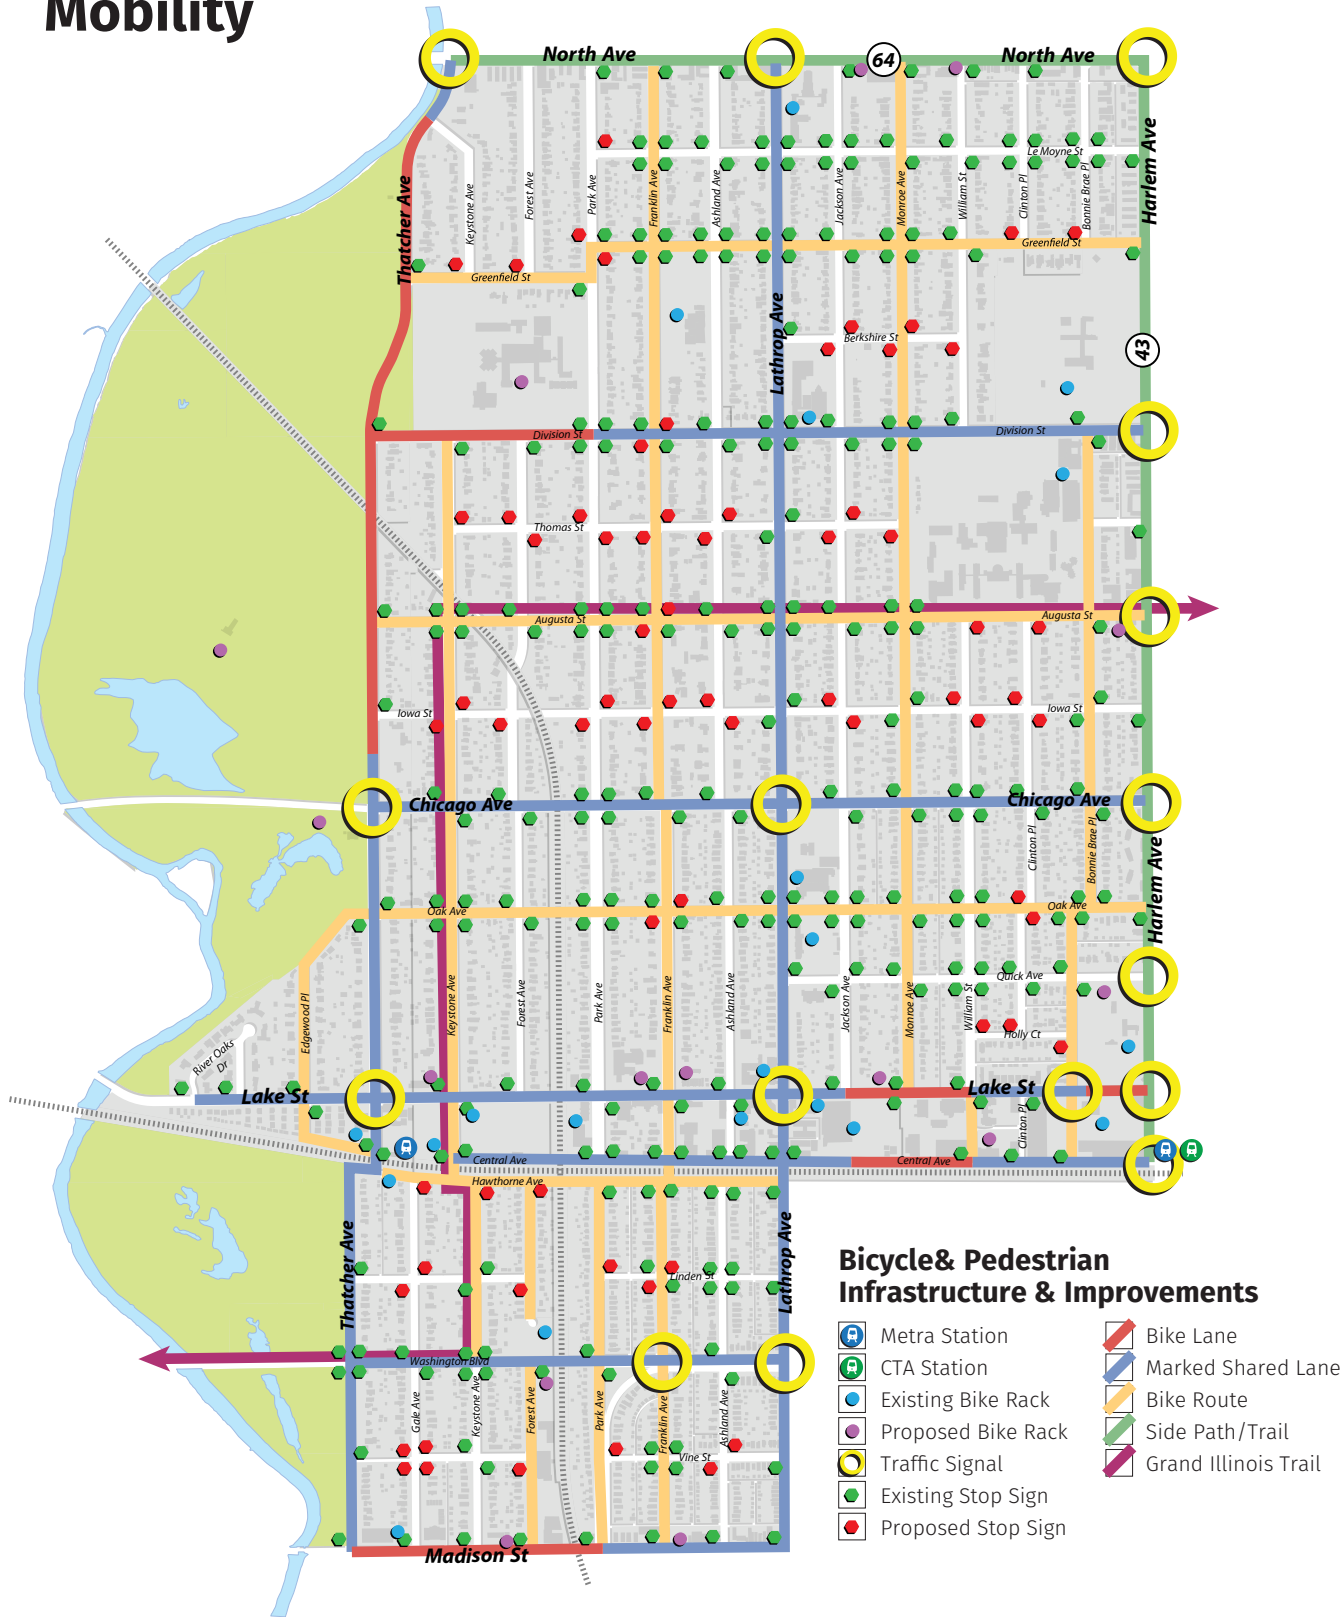 Mobility
North Ave
64
North Ave
Le Moyne St
Harlem Ave
Thatcher Ave
Keystone Ave
Forest Ave
Park Ave
Franklin Ave
Ashland Ave
Jackson Ave
Monroe Ave
William St
Clinton Pl
Bonnie Brae Pl
Greenfield St
Greenfield St
Lathrop Ave
Berkshire St
43
Division St
Division St
Thomas St
Augusta St
Augusta St
Iowa St
Iowa St
Chicago Ave
Chicago Ave
Clinton Pl
Bonnie Brae Pl
Harlem Ave
Oak Ave
Oak Ave
Edgewood Pl
Keystone Ave
Forest Ave
Park Ave
Franklin Ave
Ashland Ave
Jackson Ave
Monroe Ave
William St
Quick Ave
Holly Ct
River Oaks
Dr
Lake St
Lake St
Clinton Pl
Central Ave
Central Ave
Hawthorne Ave
Thatcher Ave
Lathrop Ave
Linden St
Washington Blvd
Gale Ave
Keystone Ave
Forest Ave
Park Ave
Franklin Ave
Ashland Ave
Vine St
Madison St
Bicycle& Pedestrian
Infrastructure & Improvements
Metra Station
CTA Station
Existing Bike Rack
Proposed Bike Rack
Traffic Signal
Existing Stop Sign
Proposed Stop Sign
Bike Lane
Marked Shared Lane
Bike Route
Side Path/Trail
Grand Illinois Trail